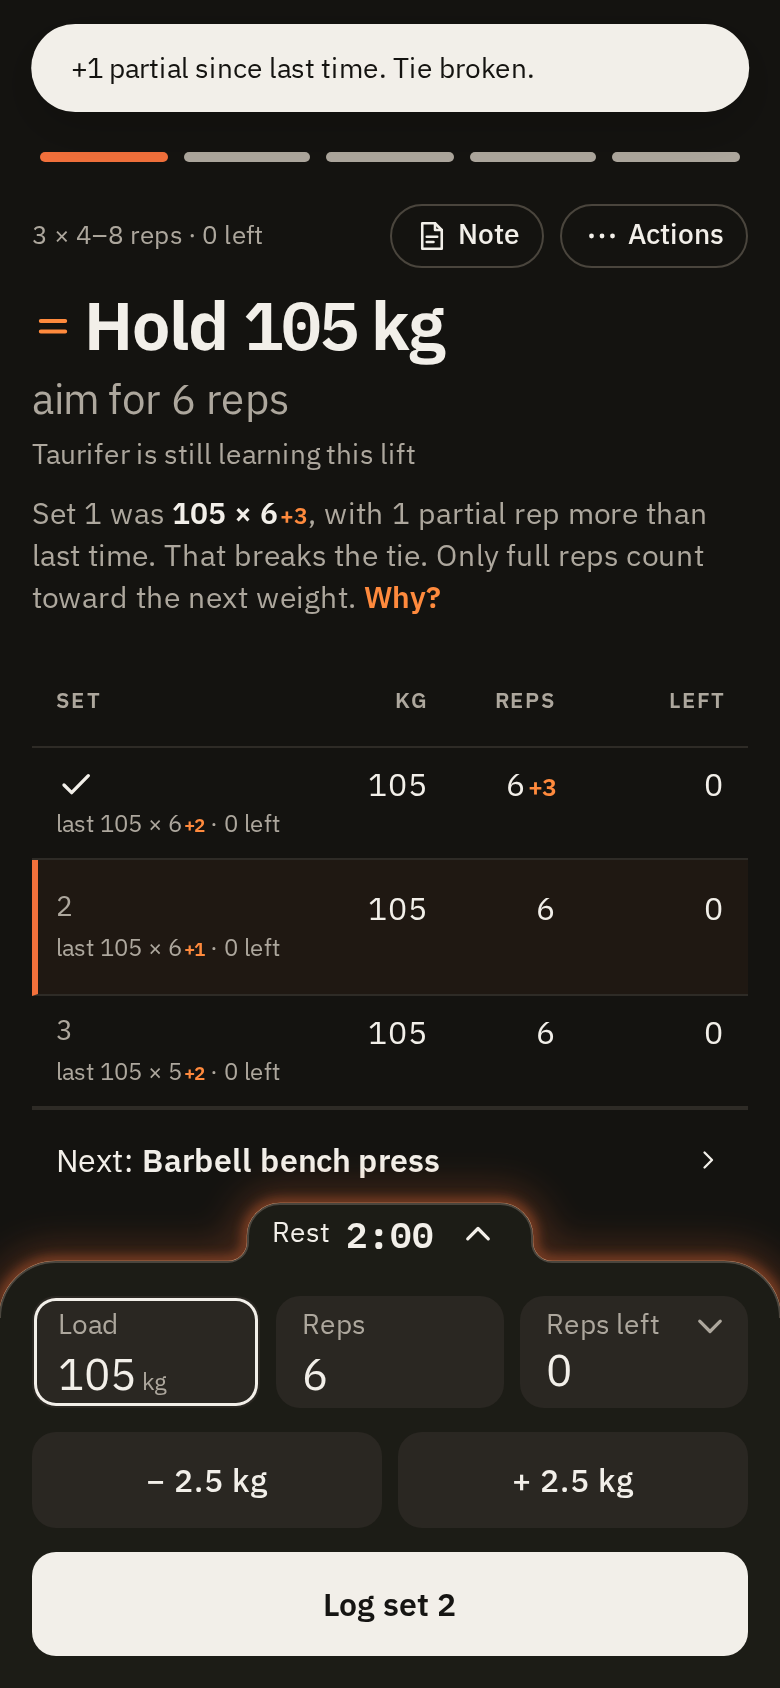 +1 partial since last time. Tie broken.
3 × 4–8 reps · 0 left
Note
··· Actions
= Hold 105 kg
aim for 6 reps
Taurifer is still learning this lift
Set 1 was 105 × 6+3, with 1 partial rep more than
last time. That breaks the tie. Only full reps count
toward the next weight. Why?
SET KG REPS LEFT
✓ 105 6+3 0
last 105 × 6+2 · 0 left
2 105 6 0
last 105 × 6+1 · 0 left
3 105 6 0
last 105 × 5+2 · 0 left
Next: Barbell bench press
Rest 2:00
Load Reps Reps left
105 kg 6 0
− 2.5 kg + 2.5 kg
Log set 2